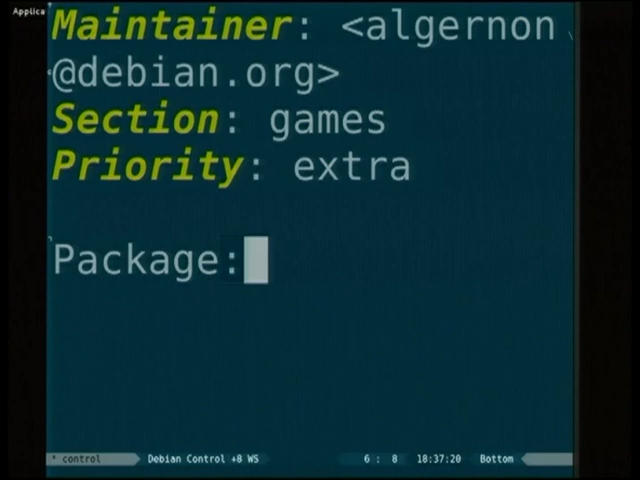 Applica
Maintainer: <algernon
@debian.org>
Section: games
Priority: extra
Package:
* control Debian Control +8 WS 6 : 8 18:37:20 Bottom